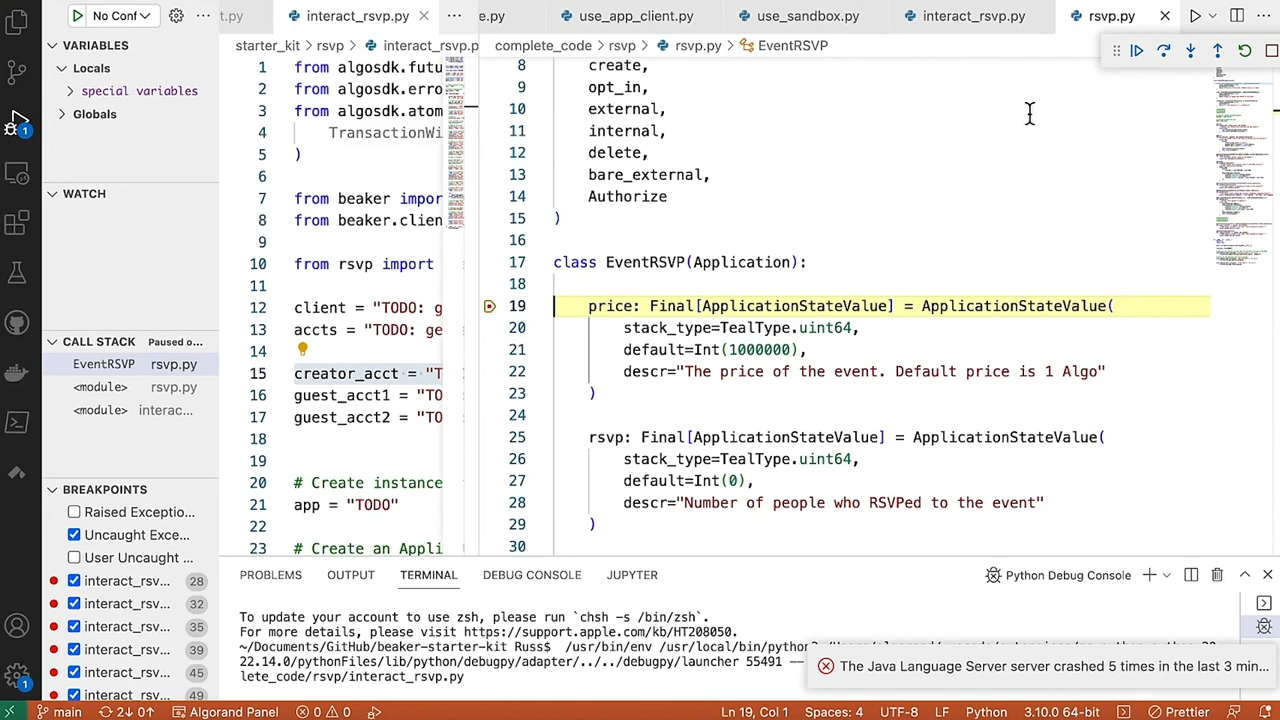 No Conf
t.py
interact_rsvp.py
e.py
use_app_client.py
use_sandbox.py
interact_rsvp.py
rsvp.py
VARIABLES
Locals
special variables
Globals
WATCH
CALL STACK
Paused o...
EventRSVP rsvp.py
<module> rsvp.py
<module> interac...
BREAKPOINTS
Raised Exceptio...
Uncaught Exce...
User Uncaught ...
interact_rsv... 28
interact_rsv... 32
interact_rsv... 35
interact_rsv... 39
interact_rsv... 45
interact_rsv... 49
starter_kit > rsvp > interact_rsvp.p
1 from algosdk.futu
2 from algosdk.erro
3 from algosdk.atom
4 TransactionWi
5 )
6
7 from beaker impor
8 from beaker.clien
9
10 from rsvp import
11
12 client = "TODO: g
13 accts = "TODO: ge
14
15 creator_acct = "T
16 guest_acct1 = "TO
17 guest_acct2 = "TO
18
19
20 # Create instance
21 app = "TODO"
22
23 # Create an Appli
complete_code > rsvp > rsvp.py > EventRSVP
8 create,
9 opt_in,
10 external,
11 internal,
12 delete,
13 bare_external,
14 Authorize
15 )
16
17 class EventRSVP(Application):
18
19 price: Final[ApplicationStateValue] = ApplicationStateValue(
20 stack_type=TealType.uint64,
21 default=Int(1000000),
22 descr="The price of the event. Default price is 1 Algo"
23 )
24
25 rsvp: Final[ApplicationStateValue] = ApplicationStateValue(
26 stack_type=TealType.uint64,
27 default=Int(0),
28 descr="Number of people who RSVPed to the event"
29 )
30
PROBLEMS OUTPUT TERMINAL DEBUG CONSOLE JUPYTER
Python Debug Console
To update your account to use zsh, please run `chsh -s /bin/zsh`.
For more details, please visit https://support.apple.com/kb/HT208050.
~/Documents/GitHub/beaker-starter-kit Russ$ /usr/bin/env /usr/local/bin/python
22.14.0/pythonFiles/lib/python/debugpy/adapter/../../debugpy/launcher 55491 --
lete_code/rsvp/interact_rsvp.py
The Java Language Server server crashed 5 times in the last 3 min...
main 2↓ 0↑ Algorand Panel 0 0
Ln 19, Col 1 Spaces: 4 UTF-8 LF Python 3.10.0 64-bit Prettier